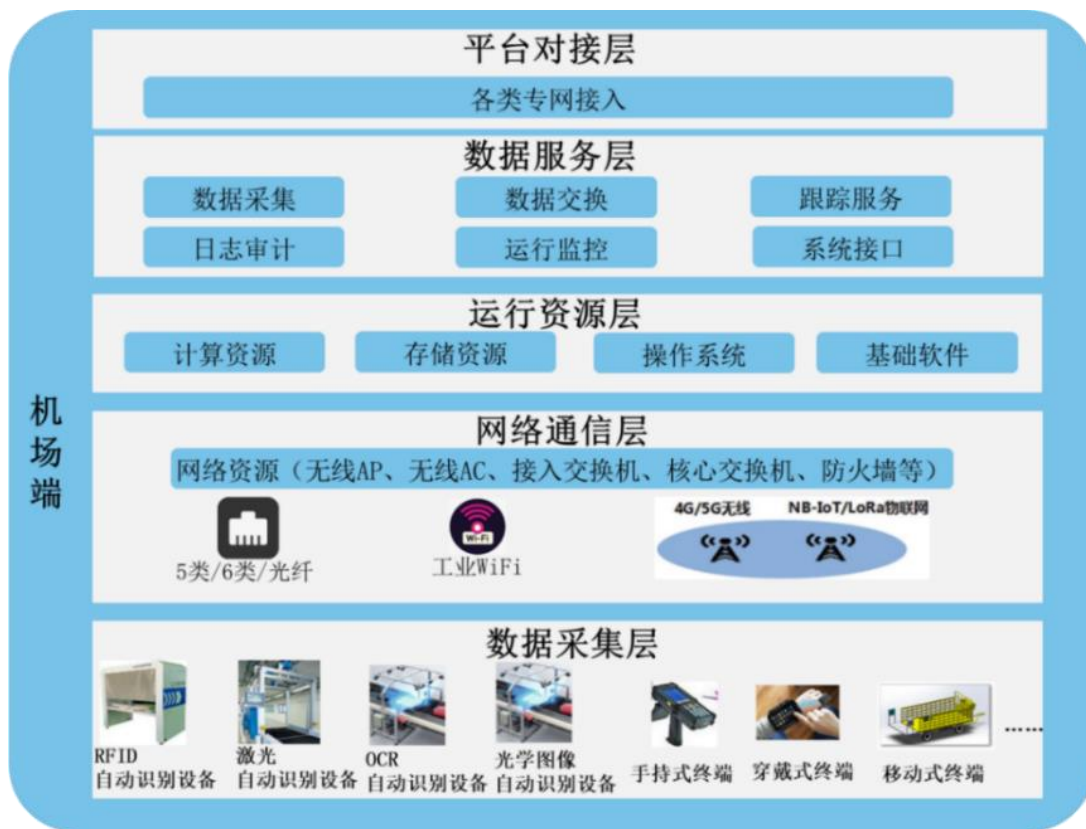 平台对接层
各类专网接入
数据服务层
数据采集
数据交换
跟踪服务
日志审计
运行监控
系统接口
运行资源层
计算资源
存储资源
操作系统
基础软件
机场端
网络通信层
网络资源（无线AP、无线AC、接入交换机、核心交换机、防火墙等）
4G/5G无线
NB-IoT/LoRa物联网
Wi-Fi
5类/6类/光纤
工业WiFi
数据采集层
RFID
自动识别设备
激光
自动识别设备
OCR
自动识别设备
光学图像
自动识别设备
手持式终端
穿戴式终端
移动式终端
……